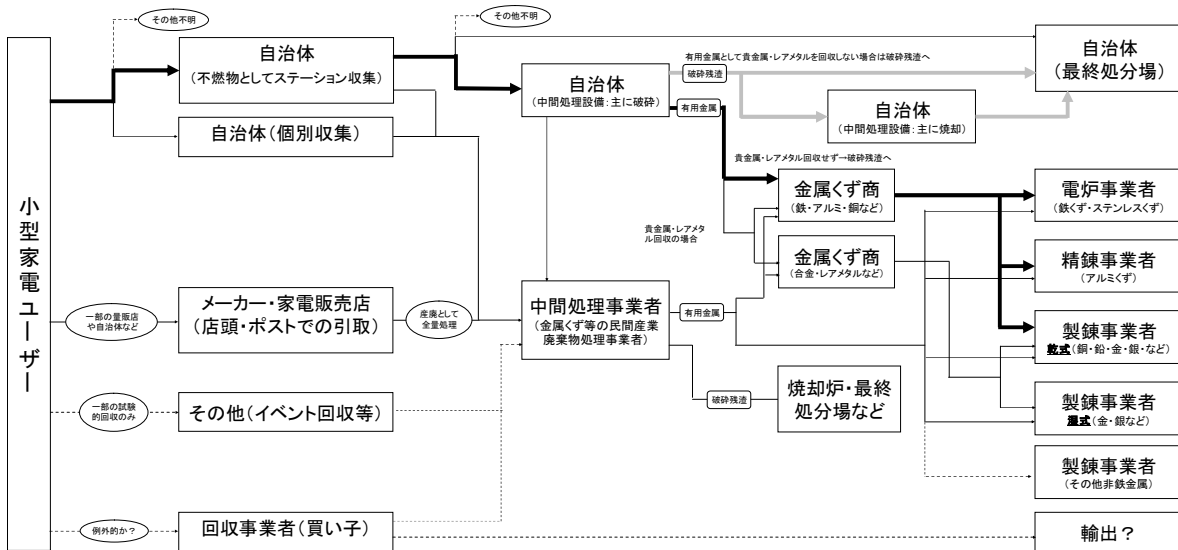 小型家電ユーザー
その他不明
自治体
(不燃物としてステーション収集)
自治体(個別収集)
一部の量販店
や自治体など
メーカー・家電販売店
(店頭・ポストでの引取)
産廃として
全量処理
一部の試験
的回収のみ
その他(イベント回収等)
例外的か?
回収事業者(買い子)
その他不明
自治体
(中間処理設備:主に破砕)
有用金属として貴金属・レアメタルを回収しない場合は破砕残渣へ
破砕残渣
有用金属
自治体
(中間処理設備:主に焼却)
自治体
(最終処分場)
貴金属・レアメタル回収せず→破砕残渣へ
貴金属・レアメタ
ル回収の場合
金属くず商
(鉄・アルミ・銅など)
金属くず商
(合金・レアメタルなど)
中間処理事業者
(金属くず等の民間産業
廃棄物処理事業者)
有用金属
破砕残渣
焼却炉・最終
処分場など
電炉事業者
(鉄くず・ステンレスくず)
精錬事業者
(アルミくず)
製錬事業者
乾式(銅・鉛・金・銀・など)
製錬事業者
湿式(金・銀など)
製錬事業者
(その他非鉄金属)
輸出?